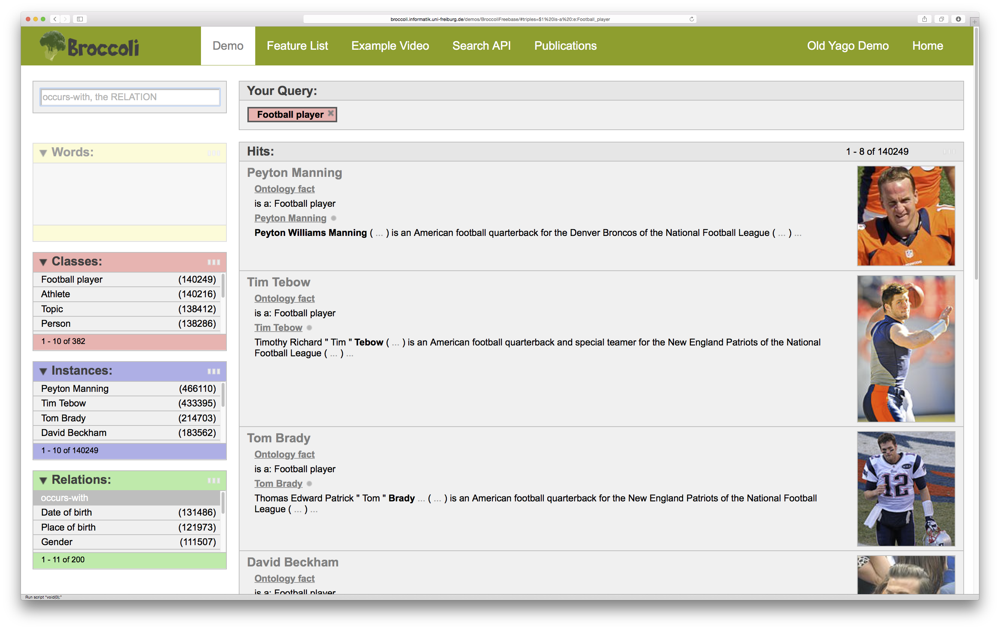 broccoli.informatik.uni-freiburg.de/demos/BroccoliFreebase/#triples=$1%20is-a%20:e:Football_player
Broccoli
Demo
Feature List
Example Video
Search API
Publications
Old Yago Demo
Home
occurs-with, the RELATION
Words:
Classes:
Football player (140249)
Athlete (140216)
Topic (138412)
Person (138286)
1 - 10 of 382
Instances:
Peyton Manning (466110)
Tim Tebow (433395)
Tom Brady (214703)
David Beckham (183562)
1 - 10 of 140249
Relations:
occurs-with
Date of birth (131486)
Place of birth (121973)
Gender (111507)
1 - 11 of 200
Your Query:
Football player
Hits: 1 - 8 of 140249
Peyton Manning
Ontology fact
is a: Football player
Peyton Manning
Peyton Williams Manning ( ... ) is an American football quarterback for the Denver Broncos of the National Football League ( ... ) ...
Tim Tebow
Ontology fact
is a: Football player
Tim Tebow
Timothy Richard " Tim " Tebow ( ... ) is an American football quarterback and special teamer for the New England Patriots of the National
Football League ( ... ) ...
Tom Brady
Ontology fact
is a: Football player
Tom Brady
Thomas Edward Patrick " Tom " Brady ... ( ... ) is an American football quarterback for the New England Patriots of the National Football
League ( ... ) ...
12
David Beckham
Ontology fact
is a: Football player
Run script "void(0);"